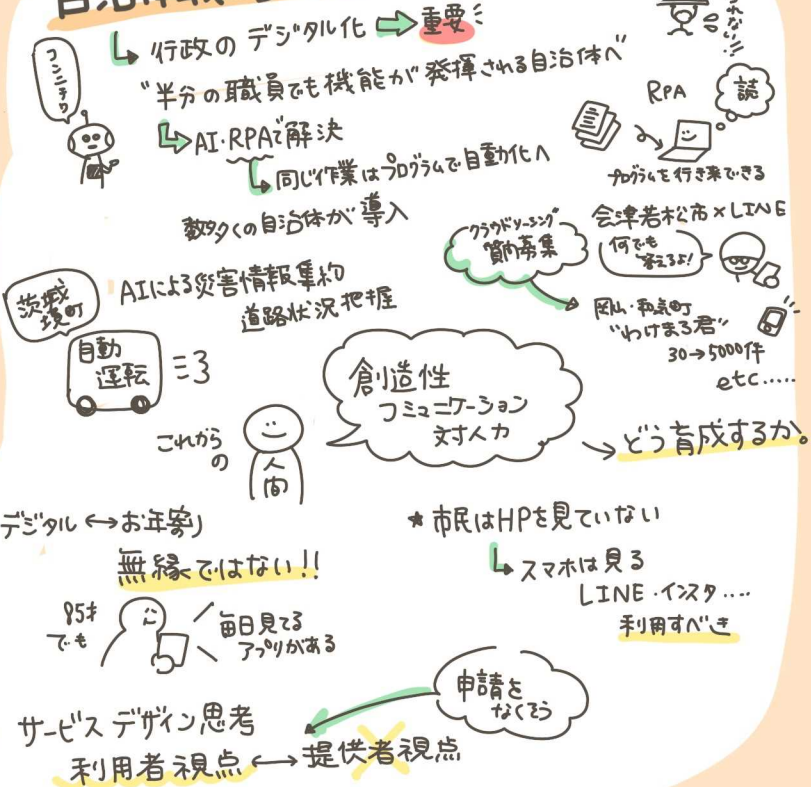 コンニチワ
行政の デジタル化 ⇒ 重要
"半分の職員でも機能が発揮される自治体へ"
AI・RPAで解決
同じ作業はプログラムで自動化へ
数多くの自治体が導入
RPA
プログラムを行き来できる
会津若松市×LINE
クラウドソーシング
質問募集
何でも
答えるよ!
岡山・和気町
"わけまる君"
30→5000件
etc.....
茨城
境町
AIによる災害情報集約
道路状況把握
自動
運転
これから
の
人間
創造性
コミュニケーション
対人力
→どう育成するか。
デジタル ↔ お年寄り
無縁ではない!!
85才
でも
毎日見てる
アプリがある
★市民はHPを見ていない
スマホは見る
LINE・インスタ....
利用すべき
申請を
なくそう
サービスデザイン思考
利用者視点 ↔ 提供者視点